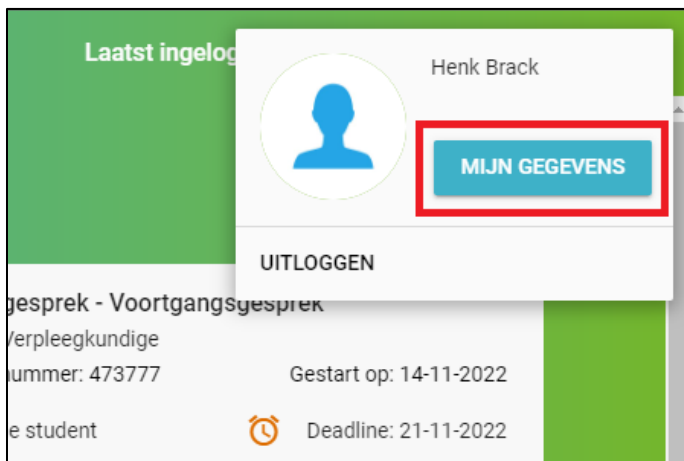 Laatst ingelog
Henk Brack
MIJN GEGEVENS
UITLOGGEN
gesprek - Voortgangsgesprek
Verpleegkundige
nummer: 473777 Gestart op: 14-11-2022
e student Deadline: 21-11-2022